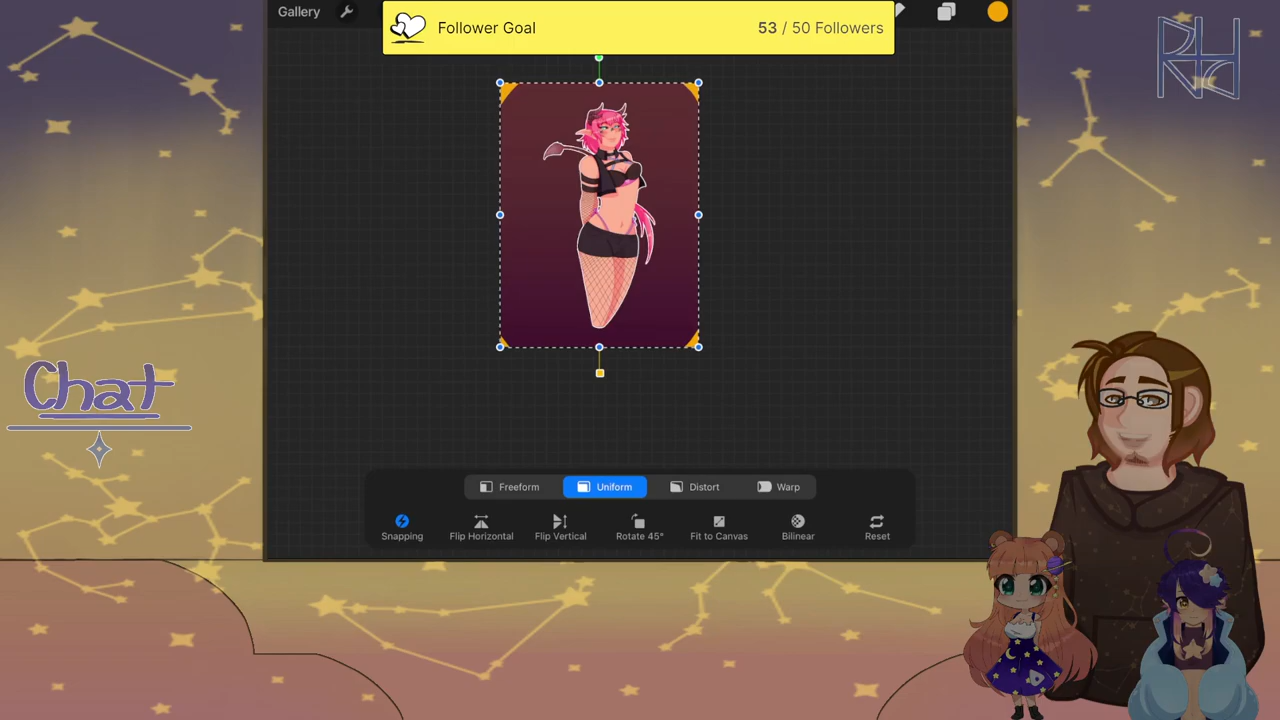 Gallery
Follower Goal 53 / 50 Followers
Chat
Freeform Uniform Distort Warp
Snapping Flip Horizontal Flip Vertical Rotate 45° Fit to Canvas Bilinear Reset